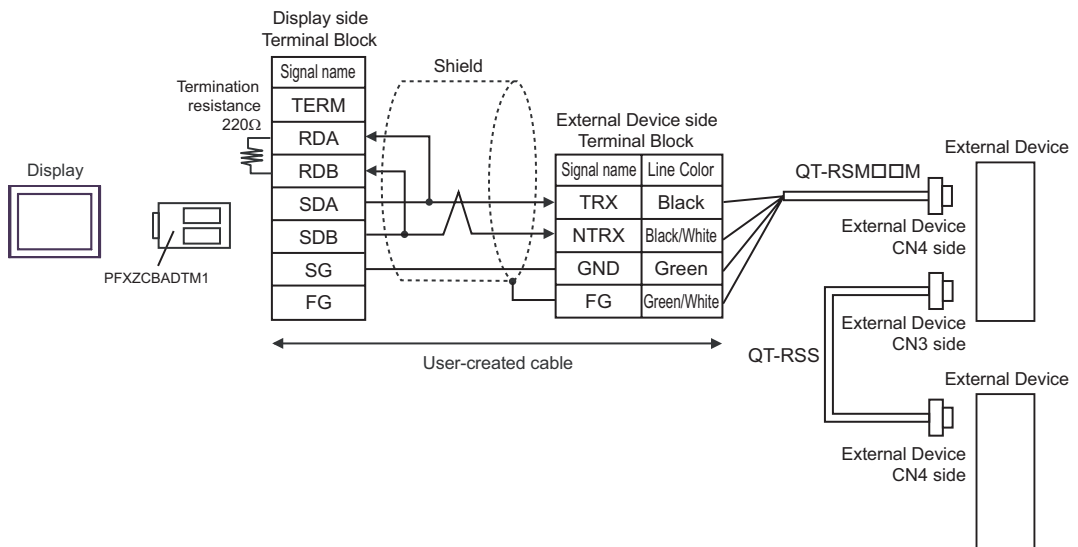 Display side
Terminal Block
Signal name
TERM
RDA
RDB
SDA
SDB
SG
FG
Termination
resistance
220Ω
Shield
Display
PFXZCBADTM1
External Device side
Terminal Block
Signal name Line Color
TRX Black
NTRX Black/White
GND Green
FG Green/White
User-created cable
QT-RSM□□M
External Device
External Device
CN4 side
External Device
CN3 side
QT-RSS
External Device
External Device
CN4 side